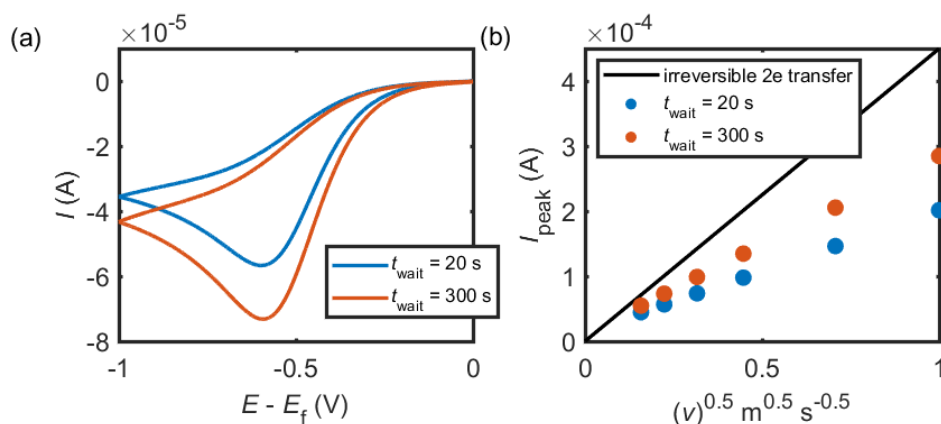 (a)
×10⁻⁵
0
-2
-4
-6
-8
I (A)
-1
-0.5
0
E - E_f (V)
t_wait = 20 s
t_wait = 300 s
(b)
×10⁻⁴
4
3
2
1
0
I_peak (A)
0
0.5
1
(v)^0.5 m^0.5 s^-0.5
irreversible 2e transfer
t_wait = 20 s
t_wait = 300 s